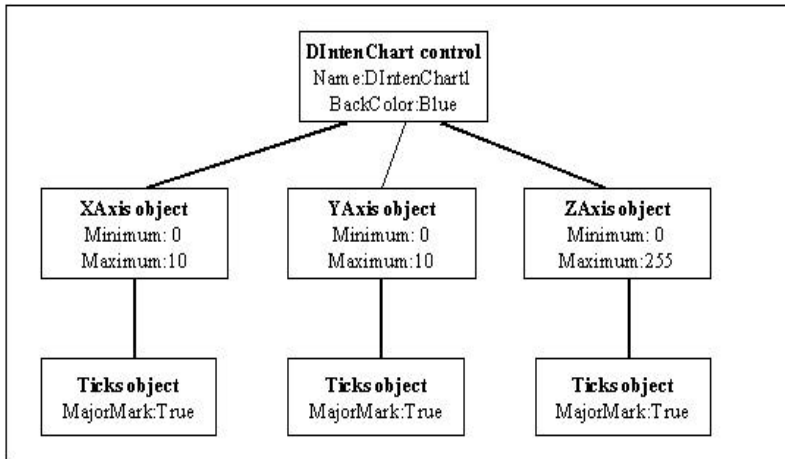 DIntenChart control
Name:DIntenChart1
BackColor:Blue
XAxis object
Minimum: 0
Maximum:10
YAxis object
Minimum: 0
Maximum:10
ZAxis object
Minimum: 0
Maximum:255
Ticks object
MajorMark:True
Ticks object
MajorMark:True
Ticks object
MajorMark:True